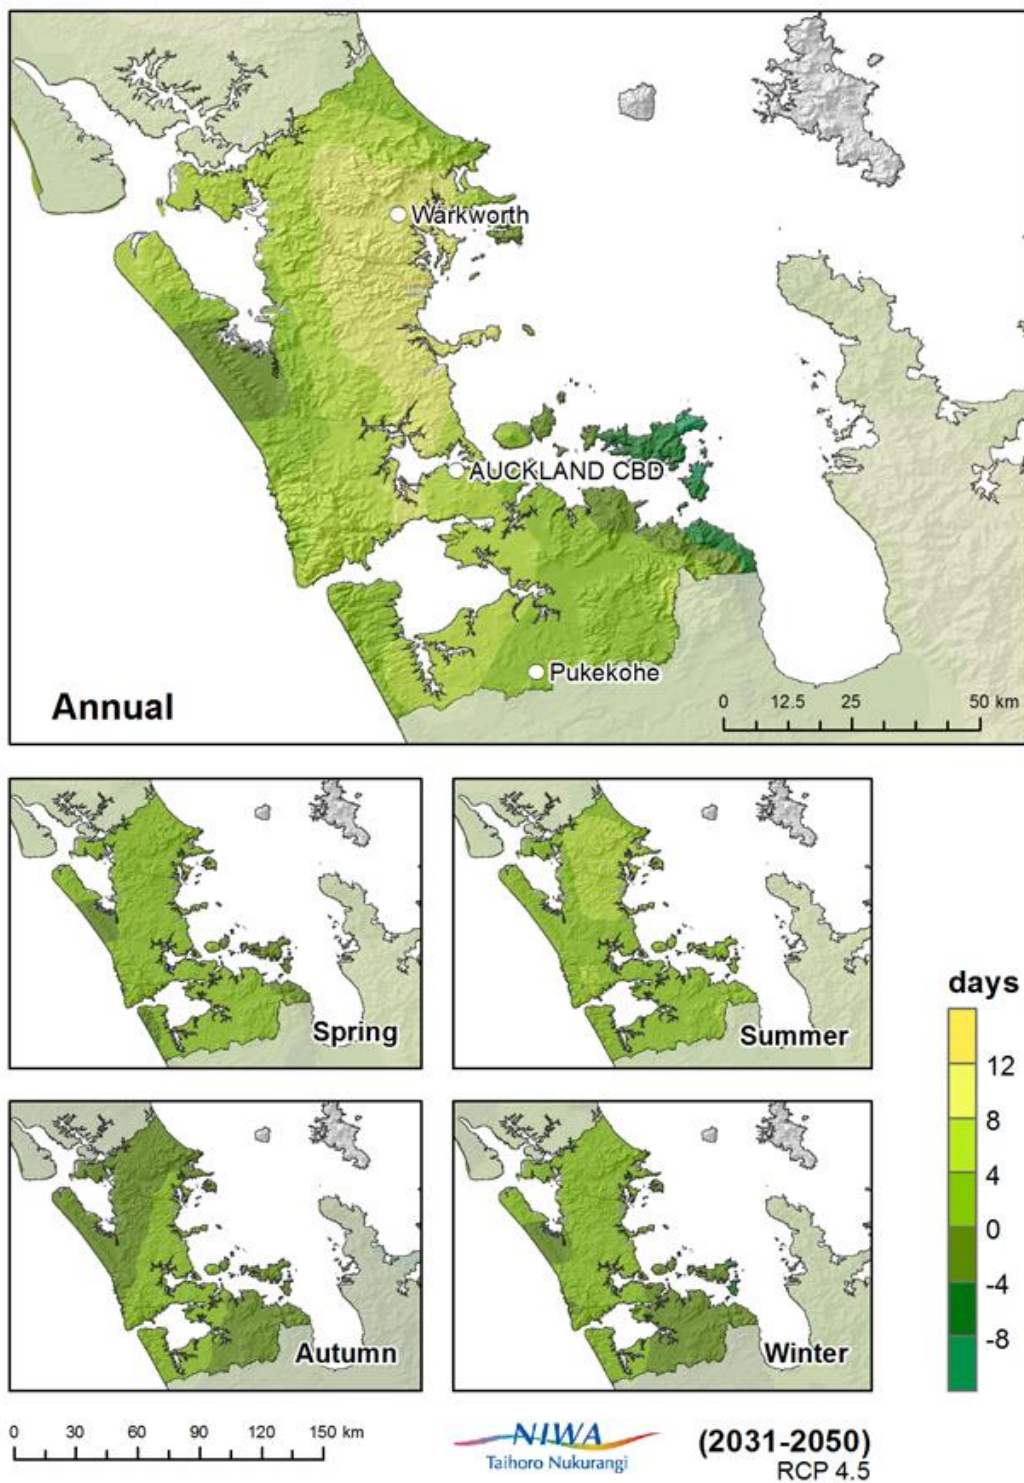 Warkworth
AUCKLAND CBD
Pukekohe
Annual
0 12.5 25 50 km
Spring
Summer
days
12
8
4
0
-4
-8
Autumn
Winter
0 30 60 90 120 150 km
NIWA
Taihoro Nukurangi
(2031-2050)
RCP 4.5